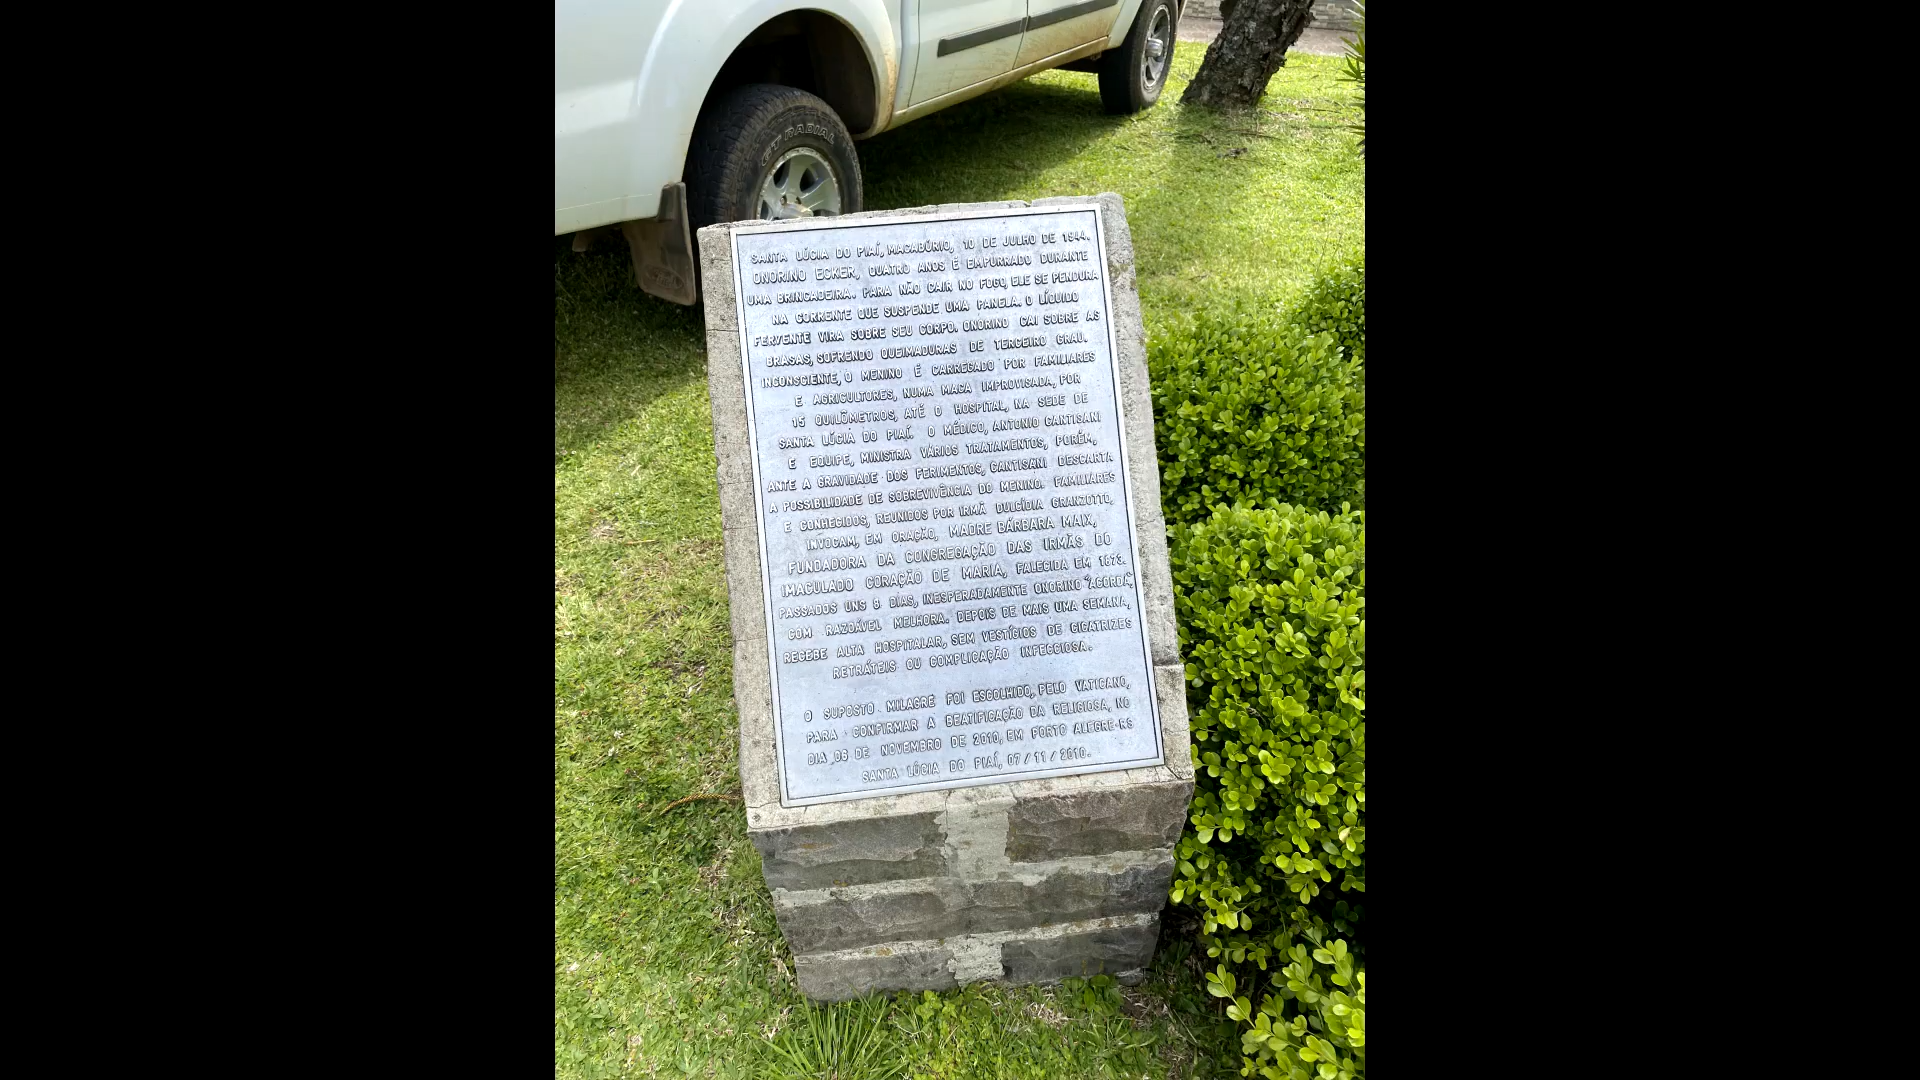 GT RADIAL
SANTA LÚCIA DO PIAÍ, MACABÚRIO, 10 DE JULHO DE 1944.
ONORINO ECKER, QUATRO ANOS É EMPURRADO DURANTE
UMA BRINCADEIRA. PARA NÃO CAIR NO FOGO, ELE SE PENDURA
NA CORRENTE QUE SUSPENDE UMA PANELA. O LÍQUIDO
FERVENTE VIRA SOBRE SEU CORPO. ONORINO CAI SOBRE AS
BRASAS, SOFRENDO QUEIMADURAS DE TERCEIRO GRAU.
INCONSCIENTE, O MENINO É CARREGADO POR FAMILIARES
E AGRICULTORES, NUMA MACA IMPROVISADA, POR
15 QUILÔMETROS, ATÉ O HOSPITAL, NA SEDE DE
SANTA LÚCIA DO PIAÍ. O MÉDICO, ANTONIO CANTISANI
E EQUIPE, MINISTRA VÁRIOS TRATAMENTOS, PORÉM,
ANTE A GRAVIDADE DOS FERIMENTOS, CANTISANI DESCARTA
A POSSIBILIDADE DE SOBREVIVÊNCIA DO MENINO. FAMILIARES
E CONHECIDOS, REUNIDOS POR IRMÃ DULCÍDIA GRANZOTTO,
INVOCAM, EM ORAÇÃO, MADRE BÁRBARA MAIX,
FUNDADORA DA CONGREGAÇÃO DAS IRMÃS DO
IMACULADO CORAÇÃO DE MARIA, FALECIDA EM 1873.
PASSADOS UNS 8 DIAS, INESPERADAMENTE ONORINO "ACORDA",
COM RAZOÁVEL MELHORA. DEPOIS DE MAIS UMA SEMANA,
RECEBE ALTA HOSPITALAR, SEM VESTÍGIOS DE CICATRIZES
RETRÁTEIS OU COMPLICAÇÃO INFECCIOSA.
O SUPOSTO MILAGRE FOI ESCOLHIDO, PELO VATICANO,
PARA CONFIRMAR A BEATIFICAÇÃO DA RELIGIOSA, NO
DIA 06 DE NOVEMBRO DE 2010, EM PORTO ALEGRE-RS
SANTA LÚCIA DO PIAÍ, 07/11/2010.